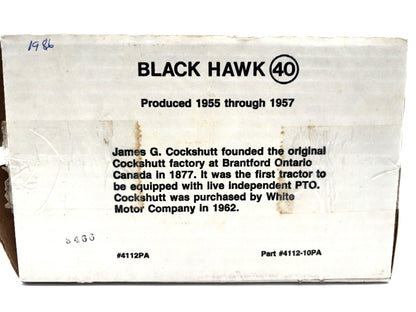 1986
BLACK HAWK 40
Produced 1955 through 1957
James G. Cockshutt founded the original
Cockshutt factory at Brantford Ontario
Canada in 1877. It was the first tractor to
be equipped with live independent PTO.
Cockshutt was purchased by White
Motor Company in 1962.
#4112PA Part #4112-10PA